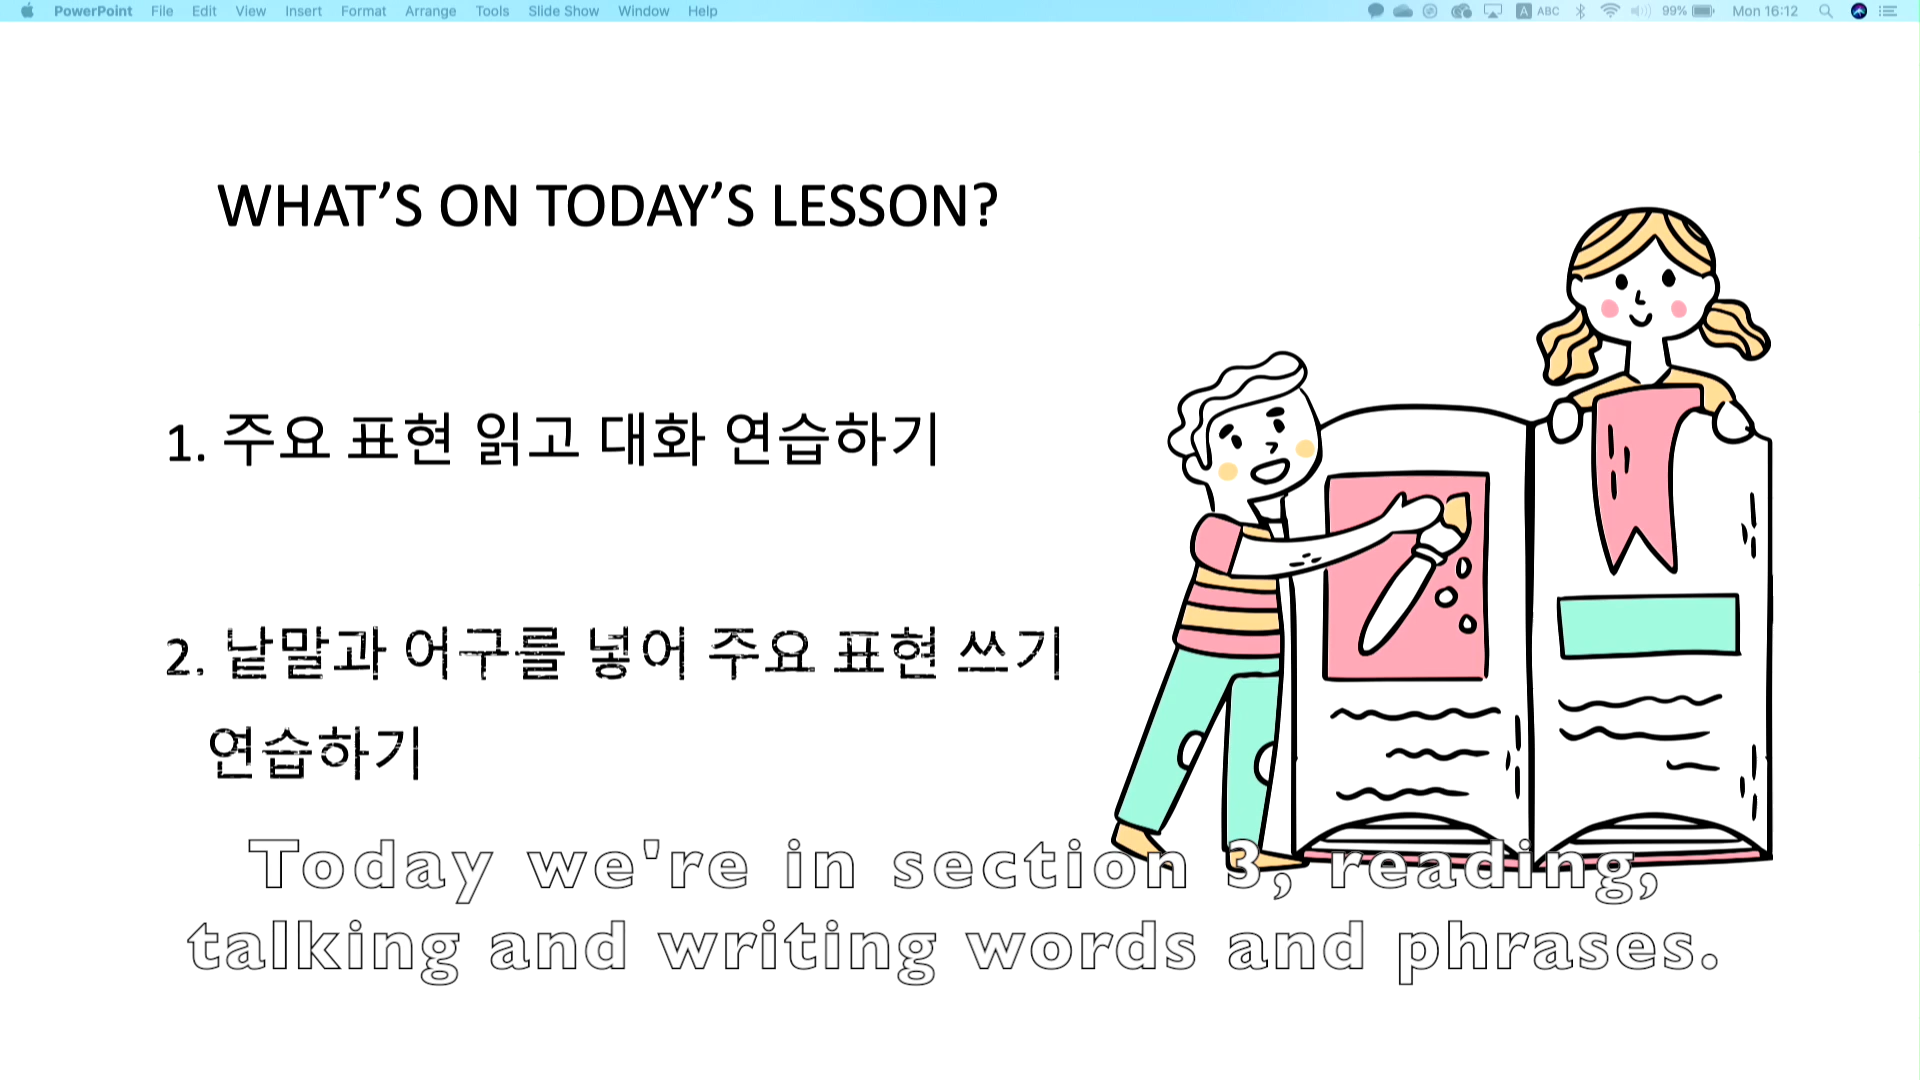 PowerPoint File Edit View Insert Format Arrange Tools Slide Show Window Help A ABC 99% Mon 16:12
WHAT’S ON TODAY’S LESSON?
1. 주요 표현 읽고 대화 연습하기
2. 낱말과 어구를 넣어 주요 표현 쓰기
연습하기
Today we're in section 3, reading,
talking and writing words and phrases.